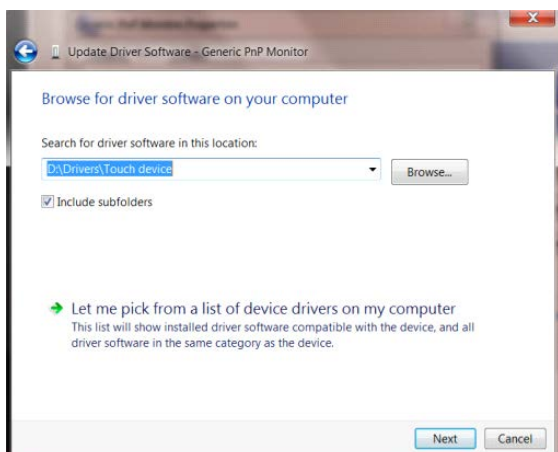 Update Driver Software - Generic PnP Monitor
Browse for driver software on your computer
Search for driver software in this location:
D:\Drivers\Touch device
Browse...
Include subfolders
Let me pick from a list of device drivers on my computer
This list will show installed driver software compatible with the device, and all
driver software in the same category as the device.
Next
Cancel